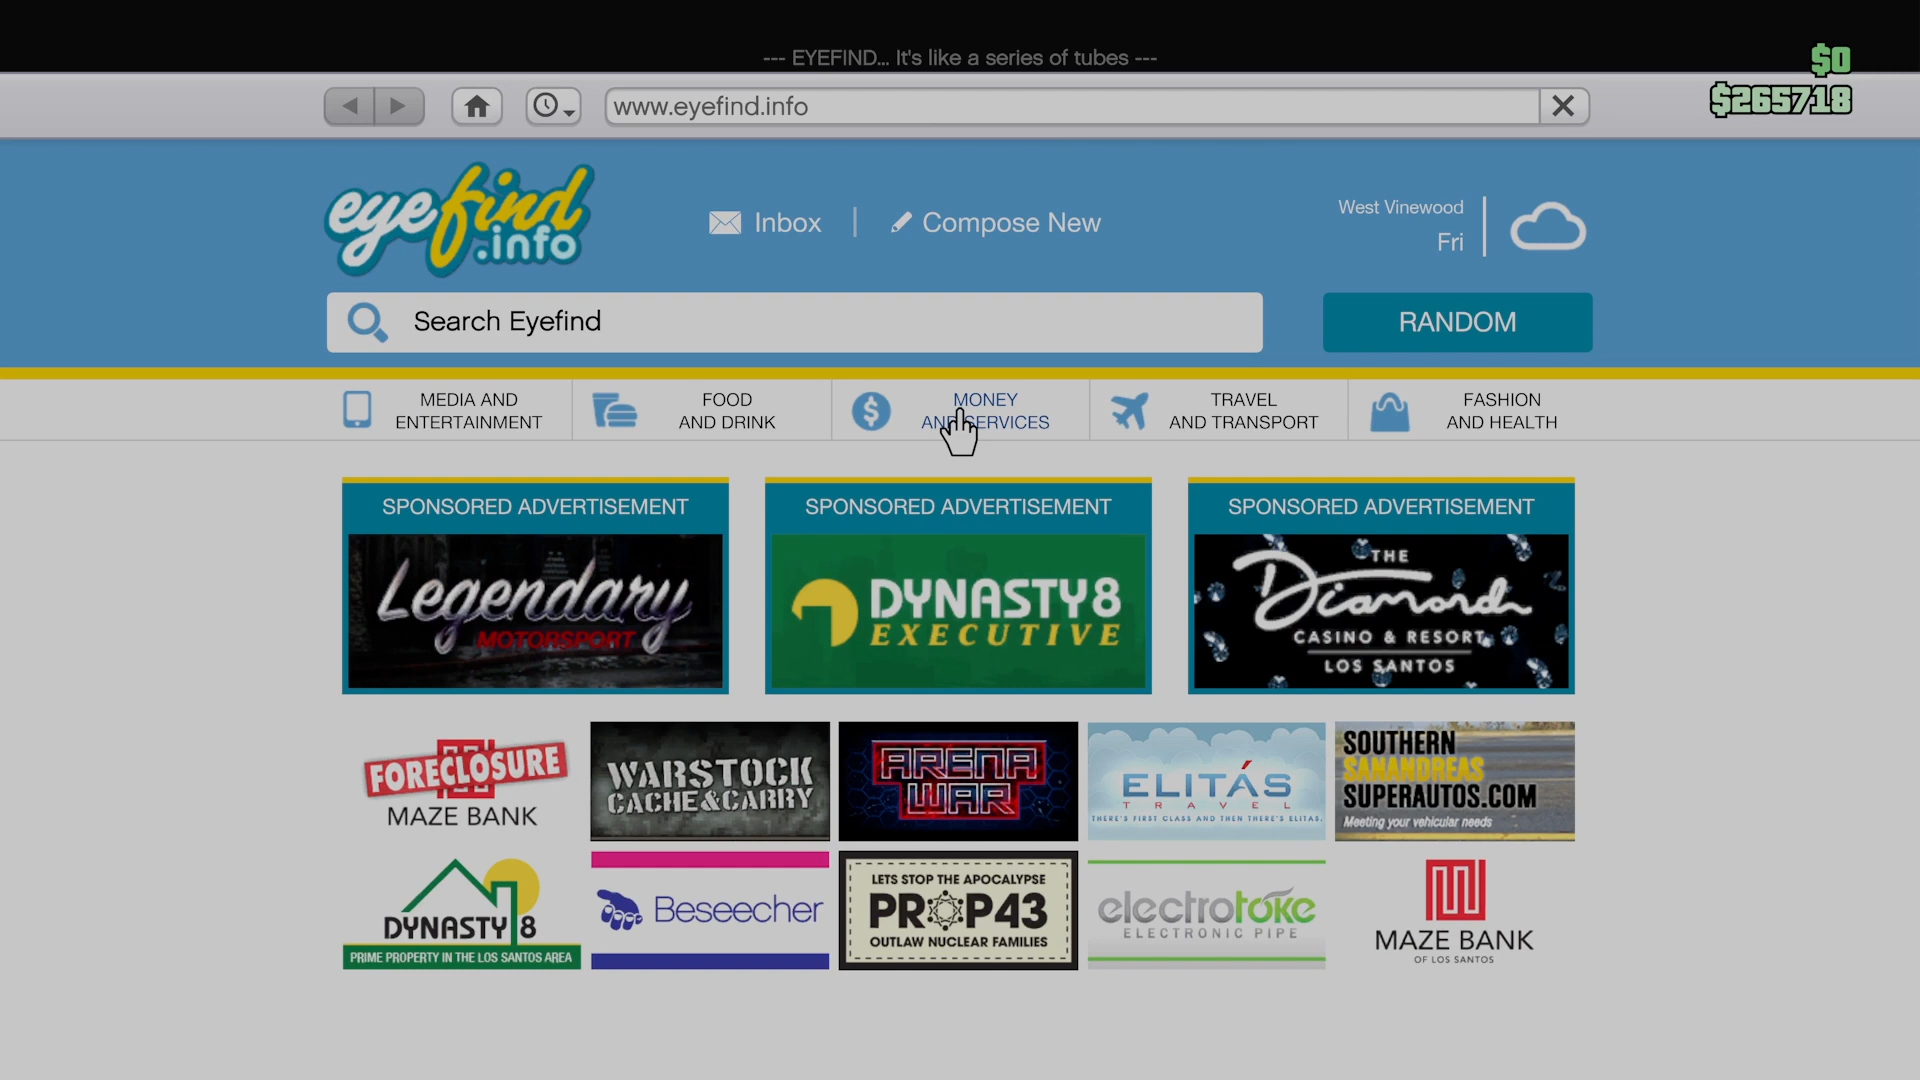 --- EYEFIND... It's like a series of tubes ---
$0
$265718
www.eyefind.info
eyefind
.info
Inbox
Compose New
West Vinewood
Fri
Search Eyefind
RANDOM
MEDIA AND
ENTERTAINMENT
FOOD
AND DRINK
MONEY
AND SERVICES
TRAVEL
AND TRANSPORT
FASHION
AND HEALTH
SPONSORED ADVERTISEMENT
Legendary
MOTORSPORT
SPONSORED ADVERTISEMENT
DYNASTY 8
EXECUTIVE
SPONSORED ADVERTISEMENT
THE
Diamond
CASINO & RESORT
LOS SANTOS
FORECLOSURE
MAZE BANK
WARSTOCK
CACHE&CARRY
ARENA
WAR
ELITÁS
TRAVEL
THERE'S FIRST CLASS AND THEN THERE'S ELITAS.
SOUTHERN
SANANDREAS
SUPERAUTOS.COM
Meeting your vehicular needs
DYNASTY 8
PRIME PROPERTY IN THE LOS SANTOS AREA
Beseecher
LETS STOP THE APOCALYPSE
PROP43
OUTLAW NUCLEAR FAMILIES
electrotoke
ELECTRONIC PIPE
MAZE BANK
OF LOS SANTOS